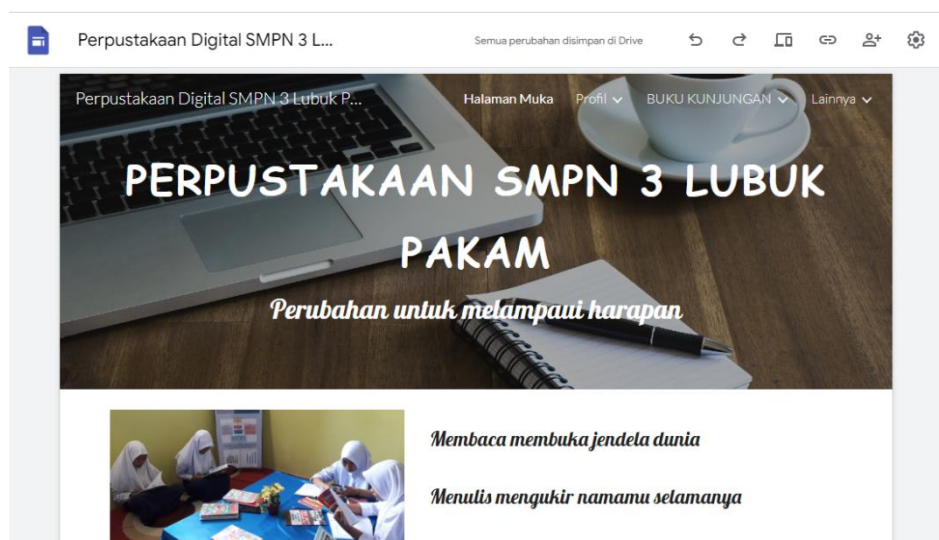 Perpustakaan Digital SMPN 3 L...
Semua perubahan disimpan di Drive
Perpustakaan Digital SMPN 3 Lubuk P...
Halaman Muka
Profil
BUKU KUNJUNGAN
Lainnya
PERPUSTAKAAN SMPN 3 LUBUK
PAKAM
Perubahan untuk melampaui harapan
Membaca membuka jendela dunia
Menulis mengukir namamu selamanya